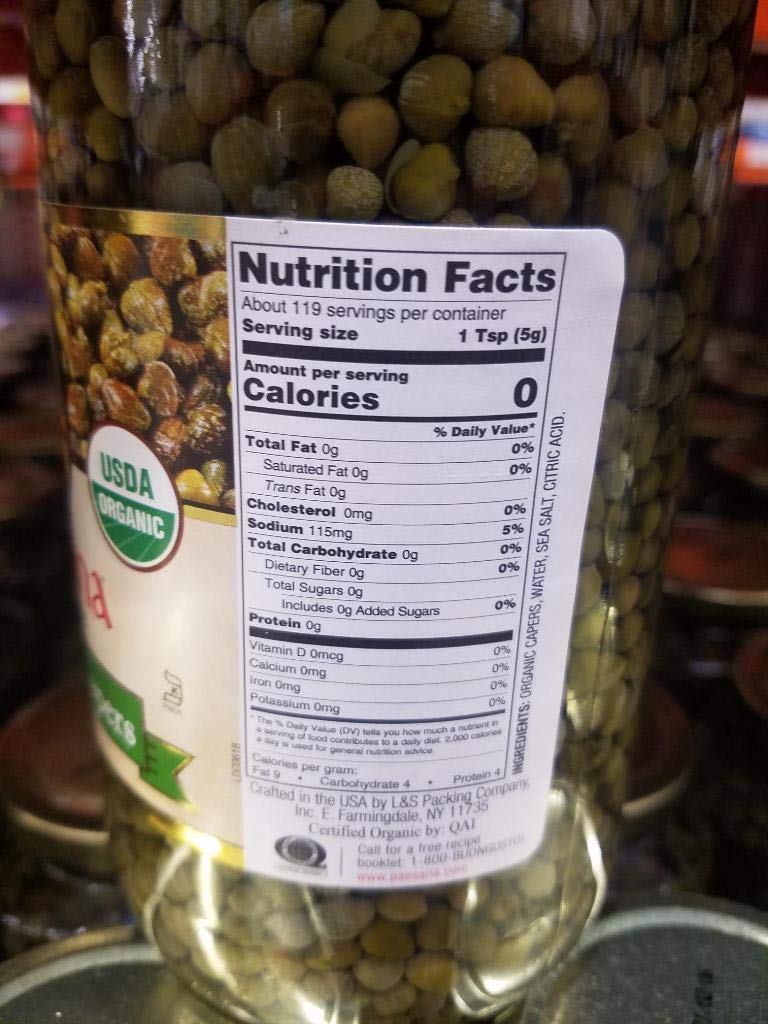 Nutrition Facts
About 119 servings per container
Serving size 1 Tsp (5g)
Amount per serving
Calories 0
% Daily Value*
Total Fat 0g 0%
Saturated Fat 0g 0%
Trans Fat 0g
Cholesterol 0mg 0%
Sodium 115mg 5%
Total Carbohydrate 0g 0%
Dietary Fiber 0g 0%
Total Sugars 0g
Includes 0g Added Sugars 0%
Protein 0g
Vitamin D 0mcg 0%
Calcium 0mg 0%
Iron 0mg 0%
Potassium 0mg 0%
* The % Daily Value (DV) tells you how much a nutrient in
a serving of food contributes to a daily diet. 2,000 calories
a day is used for general nutrition advice.
Calories per gram:
Fat 9 • Carbohydrate 4 • Protein 4
INGREDIENTS: ORGANIC CAPERS, WATER, SEA SALT, CITRIC ACID.
Crafted in the USA by L&S Packing Company,
Inc. E. Farmingdale, NY 11735
Certified Organic by: QAI
Call for a free recipe
booklet: 1-800-BUONGUSTO!
www.paesana.com
USDA
ORGANIC
na
pers